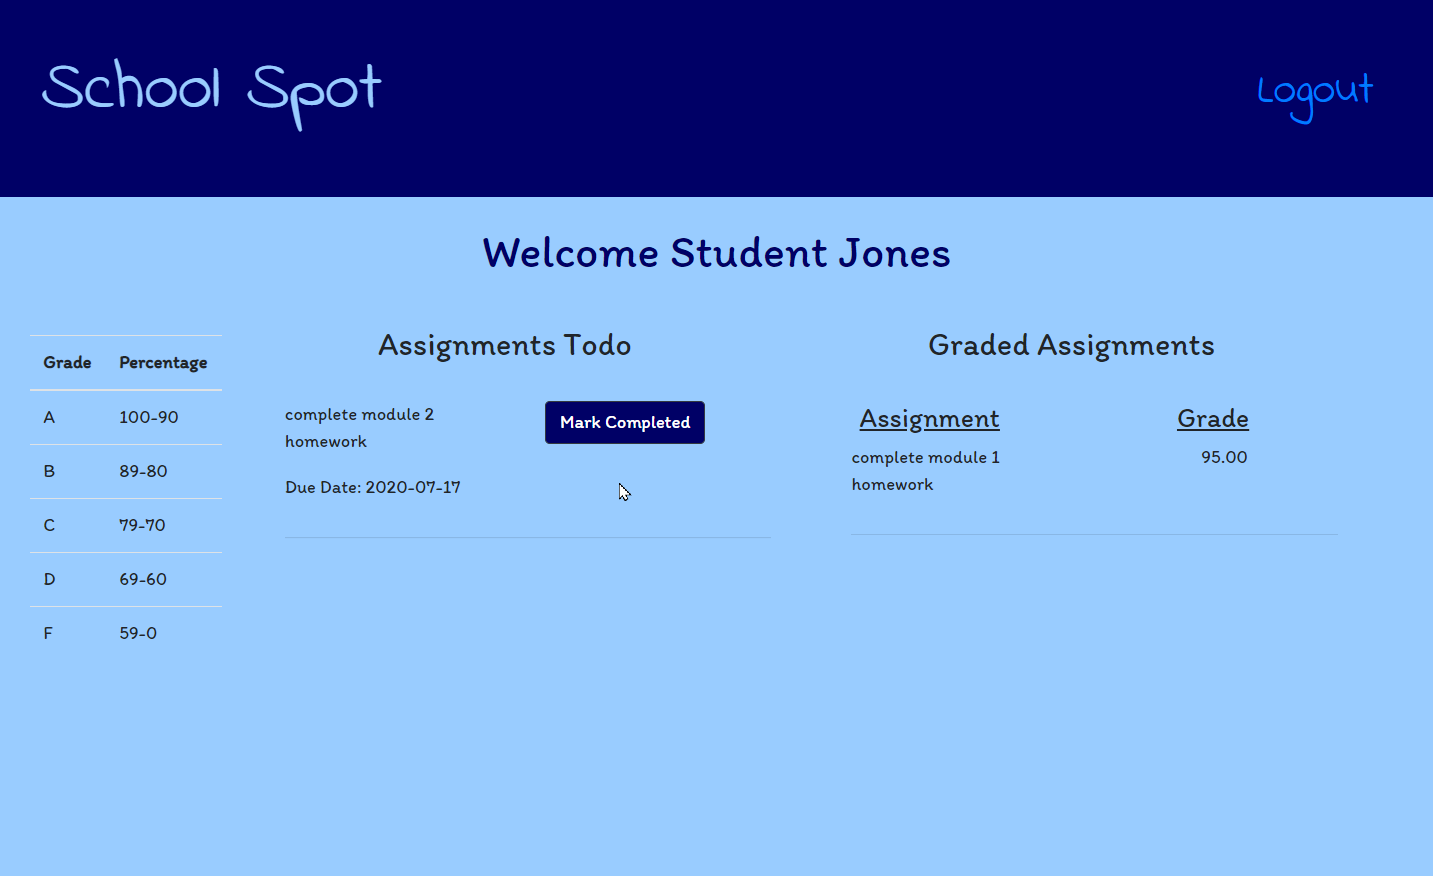 School Spot
Logout
Welcome Student Jones
Grade Percentage
A 100-90
B 89-80
C 79-70
D 69-60
F 59-0
Assignments Todo
complete module 2
homework
Mark Completed
Due Date: 2020-07-17
Graded Assignments
Assignment Grade
complete module 1 95.00
homework